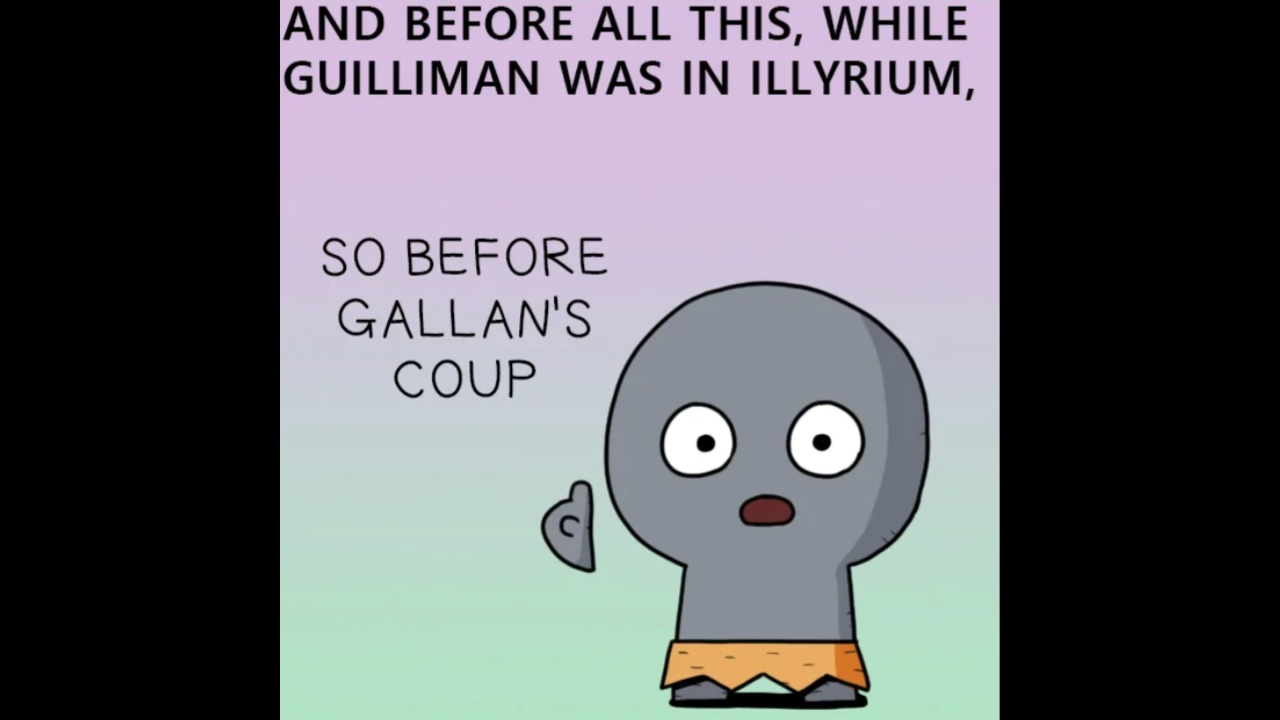 AND BEFORE ALL THIS, WHILE
GUILLIMAN WAS IN ILLYRIUM,
SO BEFORE
GALLAN'S
COUP